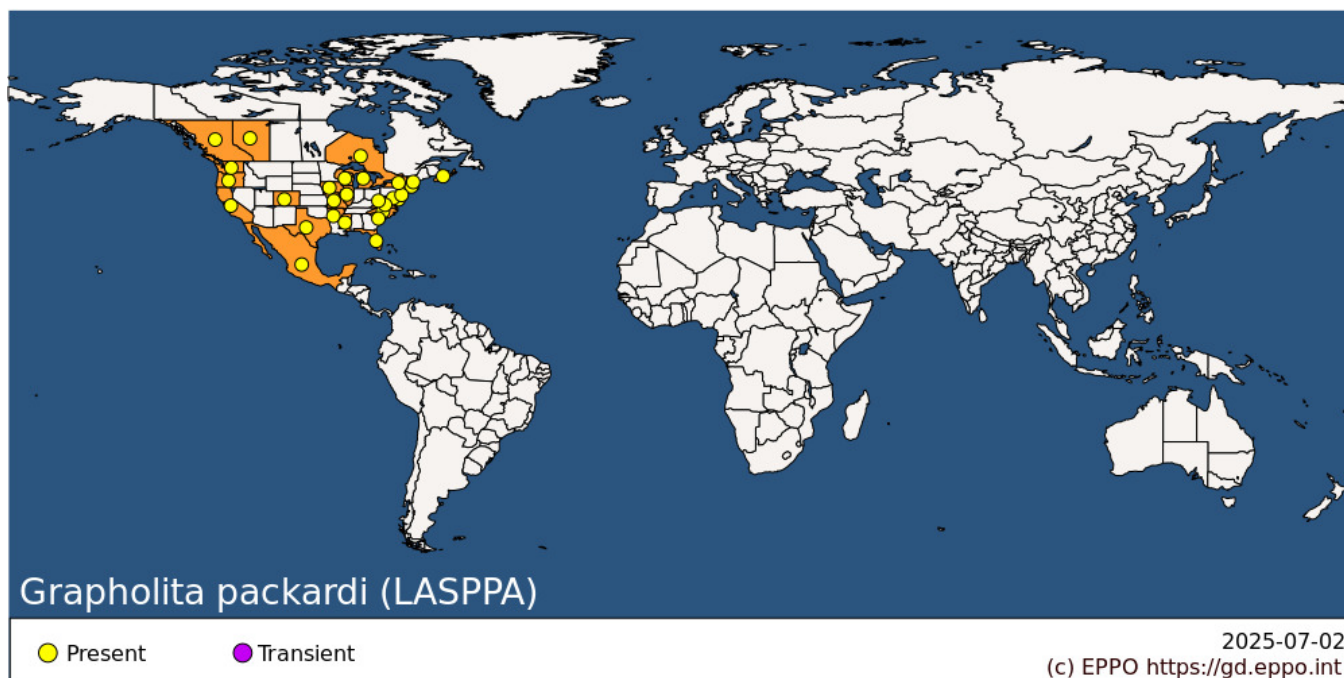 Grapholita packardi (LASPPA)
Present
Transient
2025-07-02
(c) EPPO https://gd.eppo.int